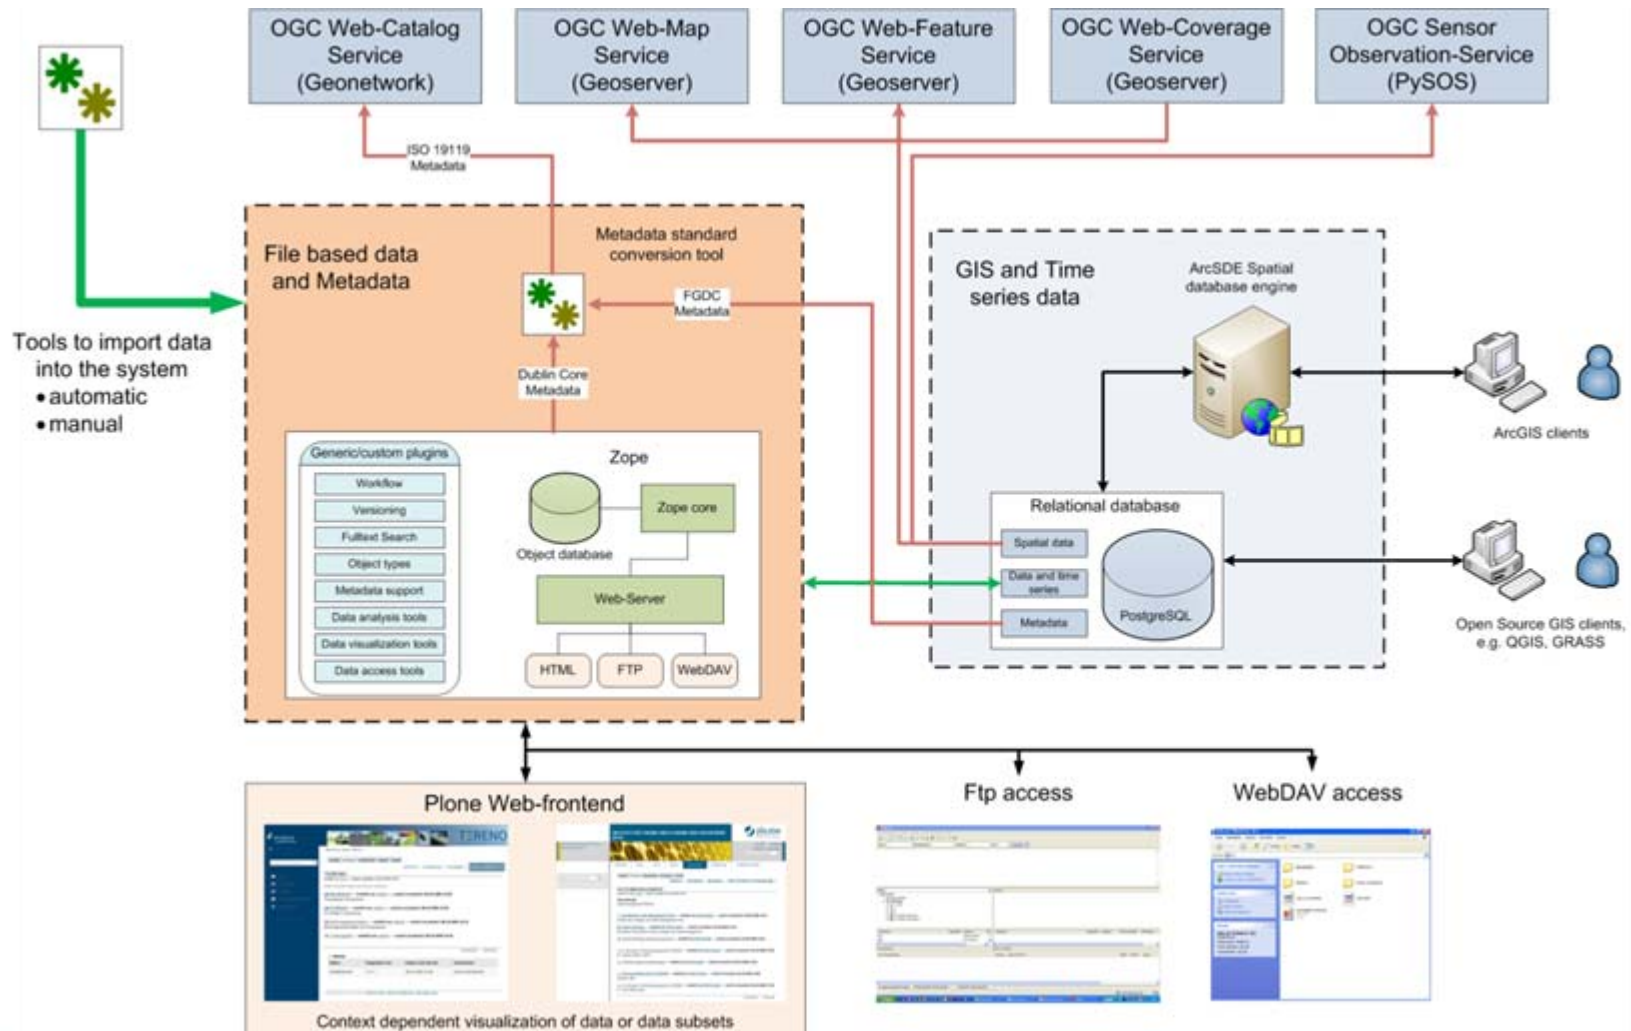 OGC Web-Catalog
Service
(Geonetwork)
OGC Web-Map
Service
(Geoserver)
OGC Web-Feature
Service
(Geoserver)
OGC Web-Coverage
Service
(Geoserver)
OGC Sensor
Observation-Service
(PySOS)
ISO 19119
Metadata
Tools to import data
into the system
• automatic
• manual
File based data
and Metadata
Metadata standard
conversion tool
FGDC
Metadata
Dublin Core
Metadata
Generic/custom plugins
Workflow
Versioning
Fulltext Search
Object types
Metadata support
Data analysis tools
Data visualization tools
Data access tools
Zope
Zope core
Object database
Web-Server
HTML
FTP
WebDAV
GIS and Time
series data
ArcSDE Spatial
database engine
Relational database
Spatial data
Data and time
series
Metadata
PostgreSQL
ArcGIS clients
Open Source GIS clients,
e.g. QGIS, GRASS
Plone Web-frontend
TERENO
Context dependent visualization of data or data subsets
Ftp access
WebDAV access